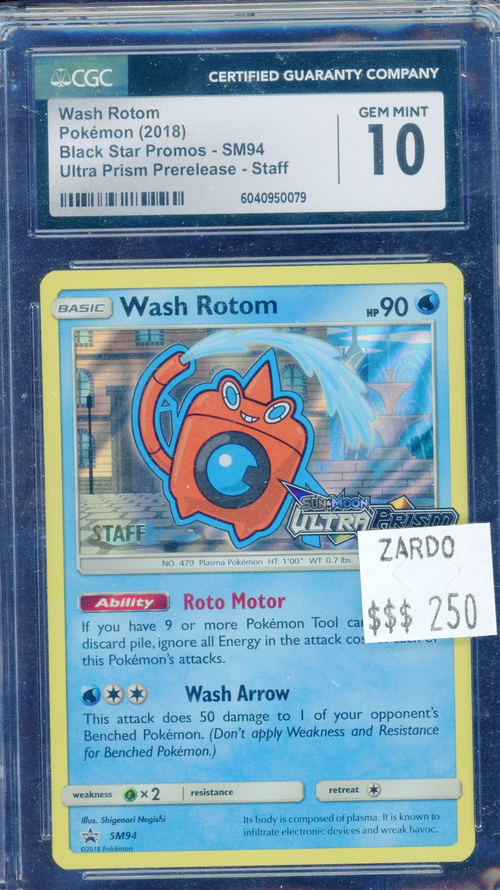 CGC
CERTIFIED GUARANTY COMPANY
Wash Rotom
Pokémon (2018)
Black Star Promos - SM94
Ultra Prism Prerelease - Staff
GEM MINT
10
6040950079
BASIC
Wash Rotom
HP 90
STAFF
SUN & MOON
ULTRA PRISM
NO. 479 Plasma Pokémon HT: 1'00" WT: 0.7 lbs.
ZARDO
$$$ 250
Ability Roto Motor
If you have 9 or more Pokémon Tool
discard pile, ignore all Energy in the attack
this Pokémon's attacks.
Wash Arrow
This attack does 50 damage to 1 of your opponent's
Benched Pokémon. (Don't apply Weakness and Resistance
for Benched Pokémon.)
weakness ×2 resistance
retreat
Illus. Shigenori Negishi
SM94
©2018 Pokémon
Its body is composed of plasma. It is known to
infiltrate electronic devices and wreak havoc.